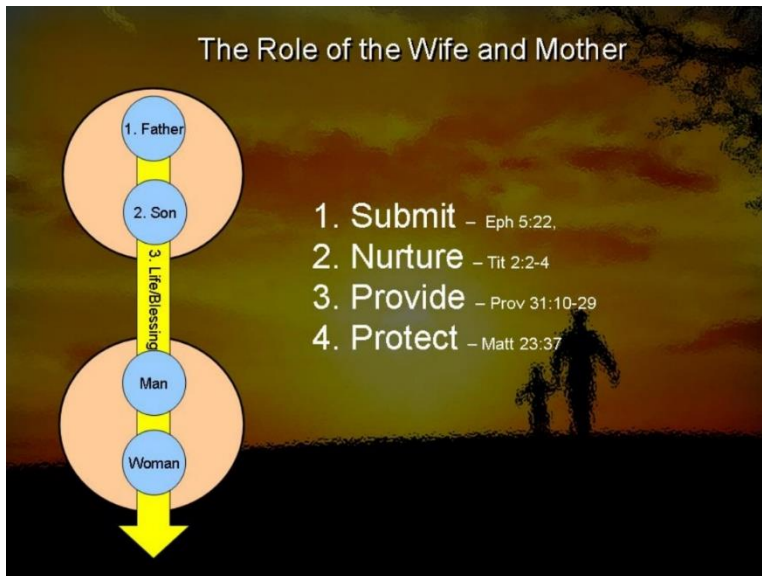 The Role of the Wife and Mother
1. Father
2. Son
3. Life/Blessing
Man
Woman
1. Submit – Eph 5:22,
2. Nurture – Tit 2:2-4
3. Provide – Prov 31:10-29
4. Protect – Matt 23:37